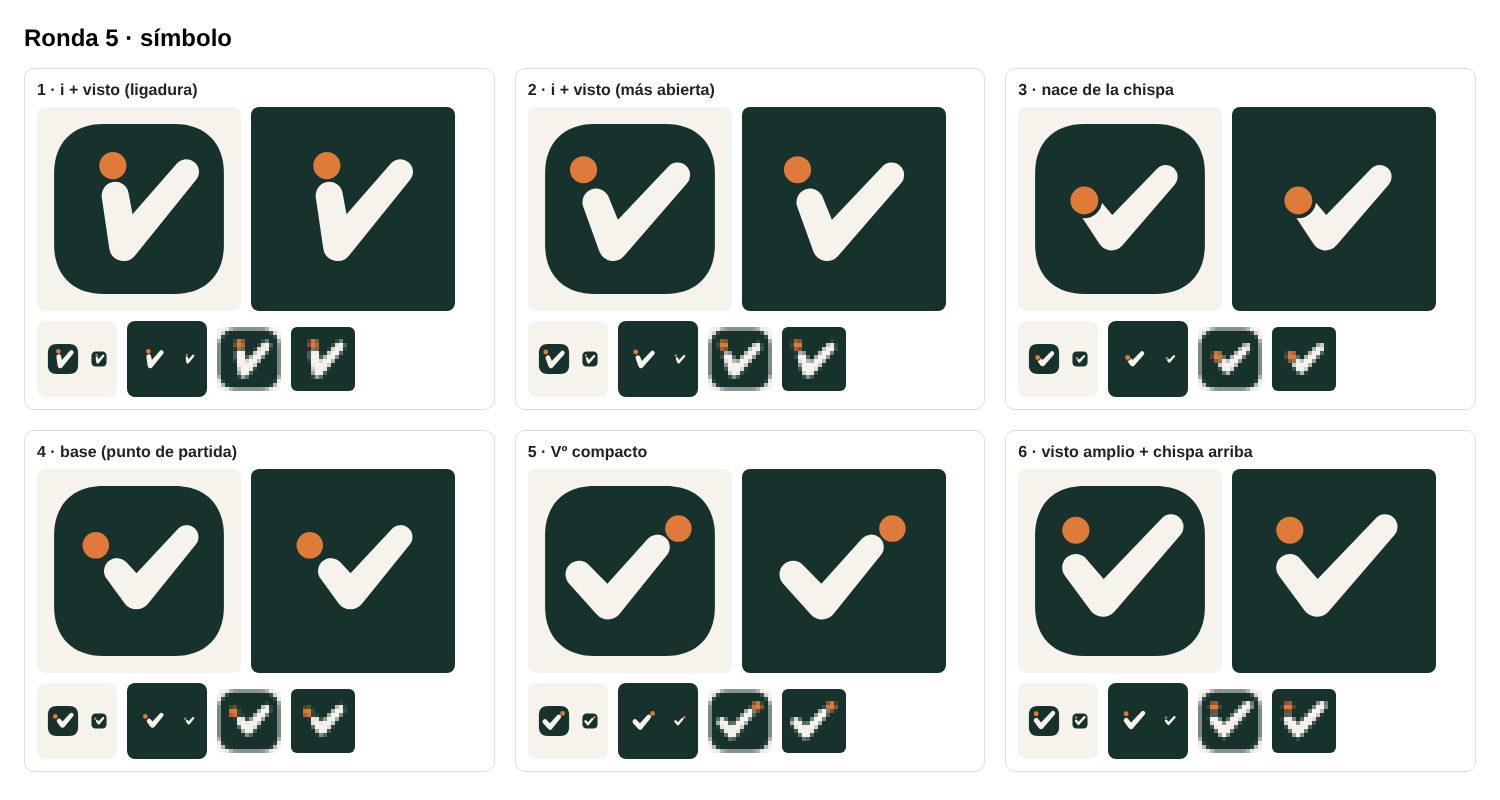 Ronda 5 · símbolo
1 · i + visto (ligadura)
2 · i + visto (más abierta)
3 · nace de la chispa
4 · base (punto de partida)
5 · Vº compacto
6 · visto amplio + chispa arriba